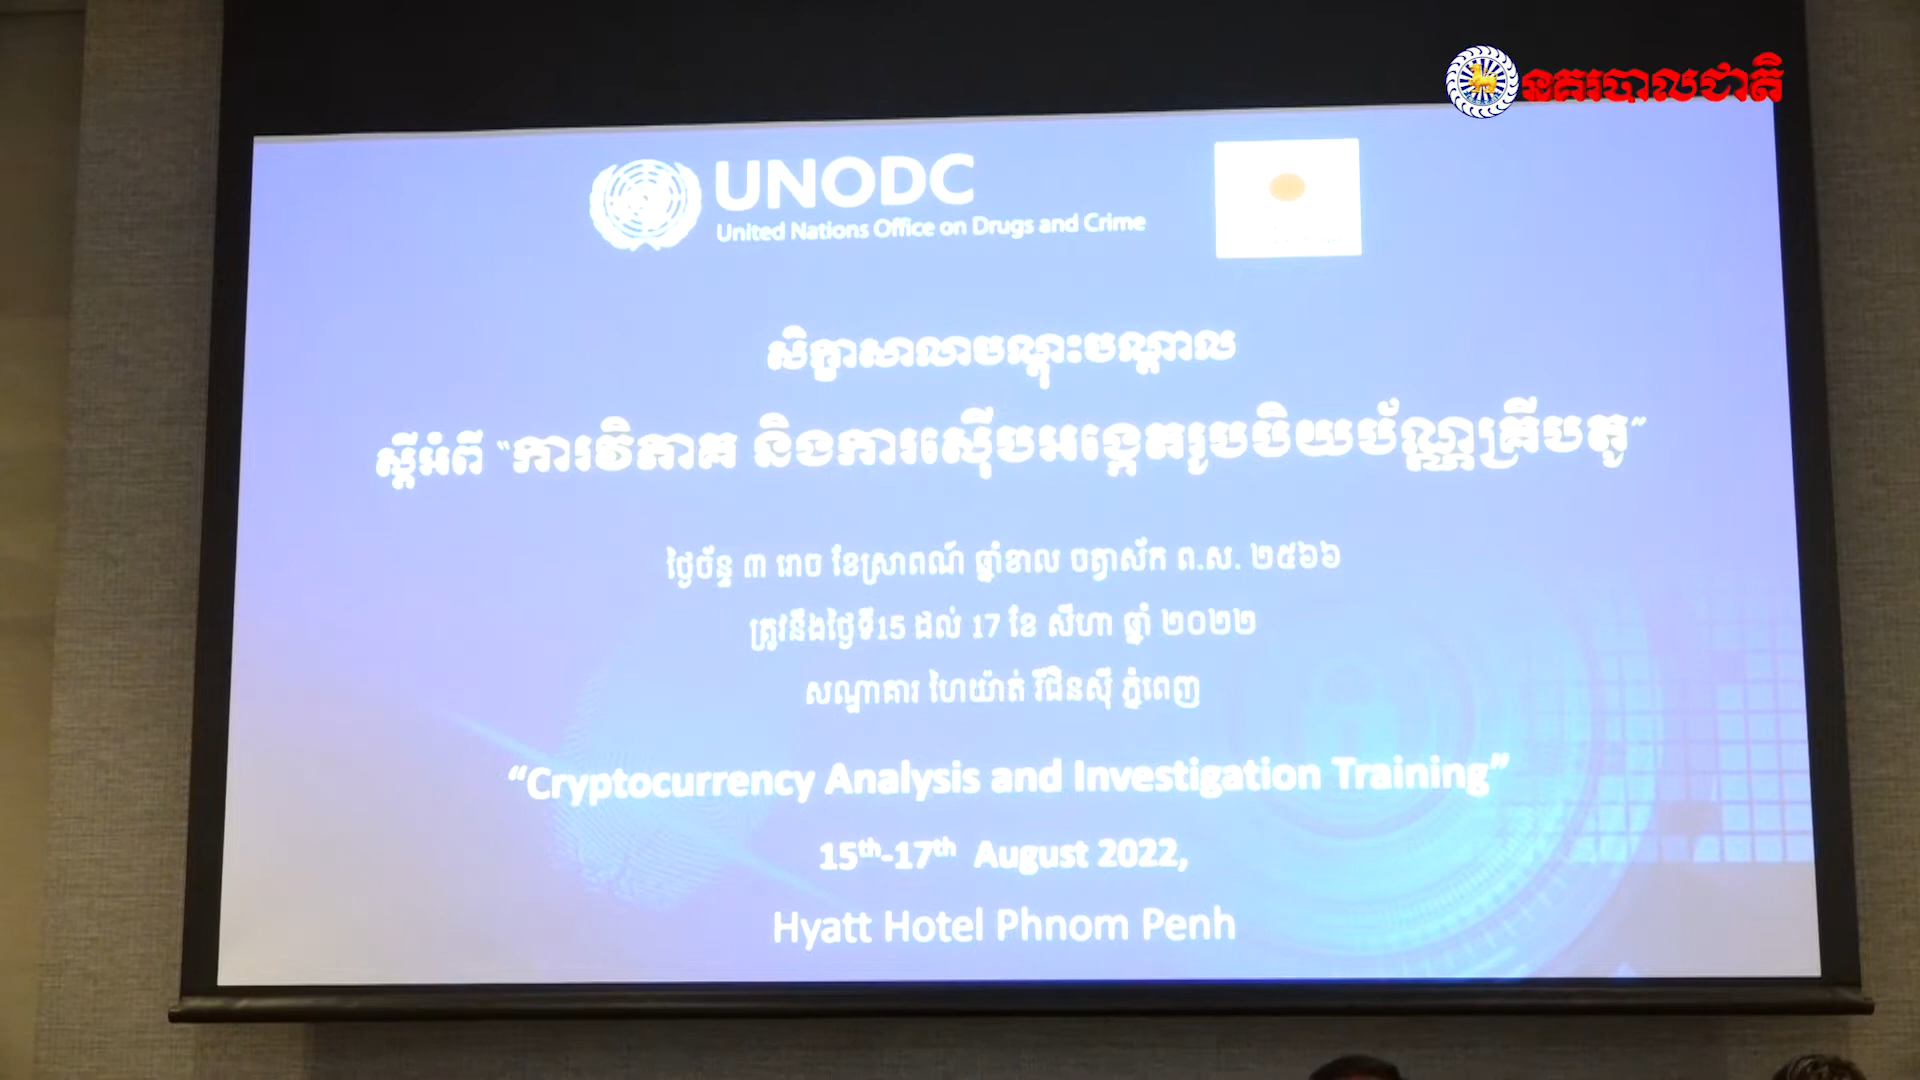 នគរបាលជាតិ
UNODC
United Nations Office on Drugs and Crime
សិក្ខាសាលាបណ្តុះបណ្តាល
ស្តីអំពី “ការវិភាគ និងការស៊ើបអង្កេតរូបបិយប័ណ្ណគ្រីបតូ”
ថ្ងៃច័ន្ទ ៣ រោច ខែស្រាពណ៍ ឆ្នាំខាល ចត្វាស័ក ព.ស. ២៥៦៦
ត្រូវនឹងថ្ងៃទី15 ដល់ 17 ខែ សីហា ឆ្នាំ ២០២២
សណ្ឋាគារ ហៃយ៉ាត់ រីជិនស៊ី ភ្នំពេញ
“Cryptocurrency Analysis and Investigation Training”
15th-17th August 2022,
Hyatt Hotel Phnom Penh